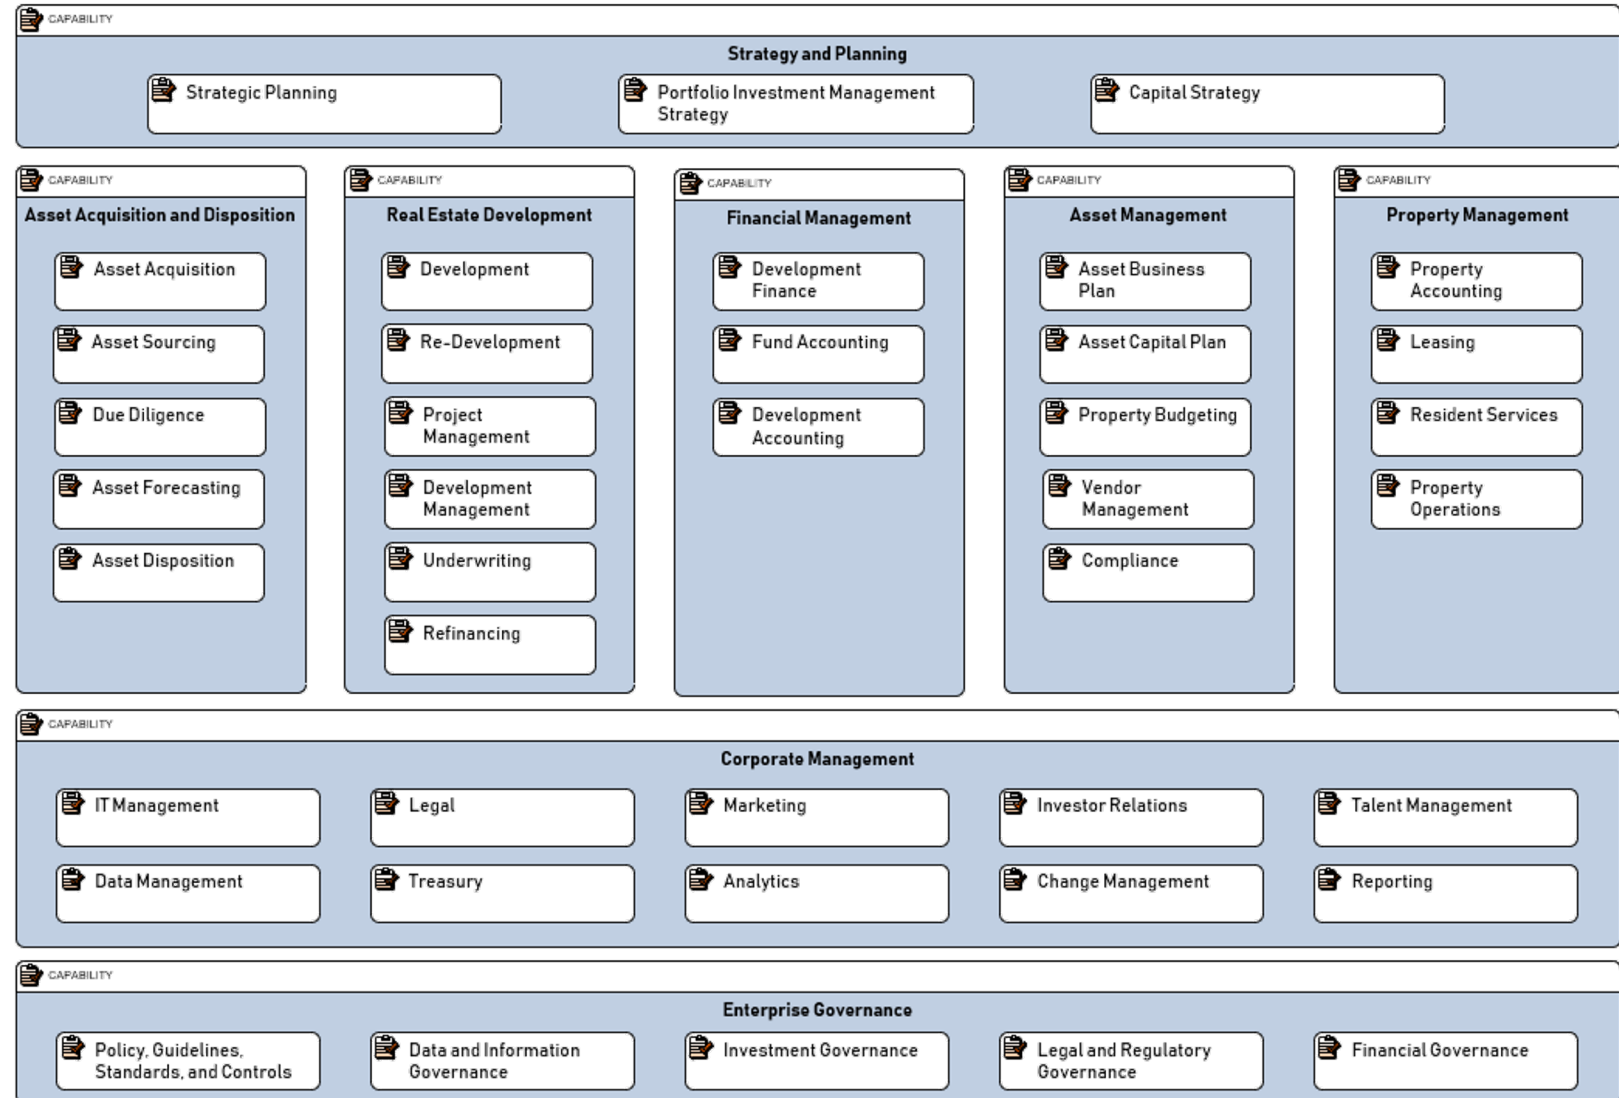 CAPABILITY
Strategy and Planning
Strategic Planning
Portfolio Investment Management
Strategy
Capital Strategy
CAPABILITY
Asset Acquisition and Disposition
Asset Acquisition
Asset Sourcing
Due Diligence
Asset Forecasting
Asset Disposition
CAPABILITY
Real Estate Development
Development
Re-Development
Project
Management
Development
Management
Underwriting
Refinancing
CAPABILITY
Financial Management
Development
Finance
Fund Accounting
Development
Accounting
CAPABILITY
Asset Management
Asset Business
Plan
Asset Capital Plan
Property Budgeting
Vendor
Management
Compliance
CAPABILITY
Property Management
Property
Accounting
Leasing
Resident Services
Property
Operations
CAPABILITY
Corporate Management
IT Management
Legal
Marketing
Investor Relations
Talent Management
Data Management
Treasury
Analytics
Change Management
Reporting
CAPABILITY
Enterprise Governance
Policy, Guidelines,
Standards, and Controls
Data and Information
Governance
Investment Governance
Legal and Regulatory
Governance
Financial Governance